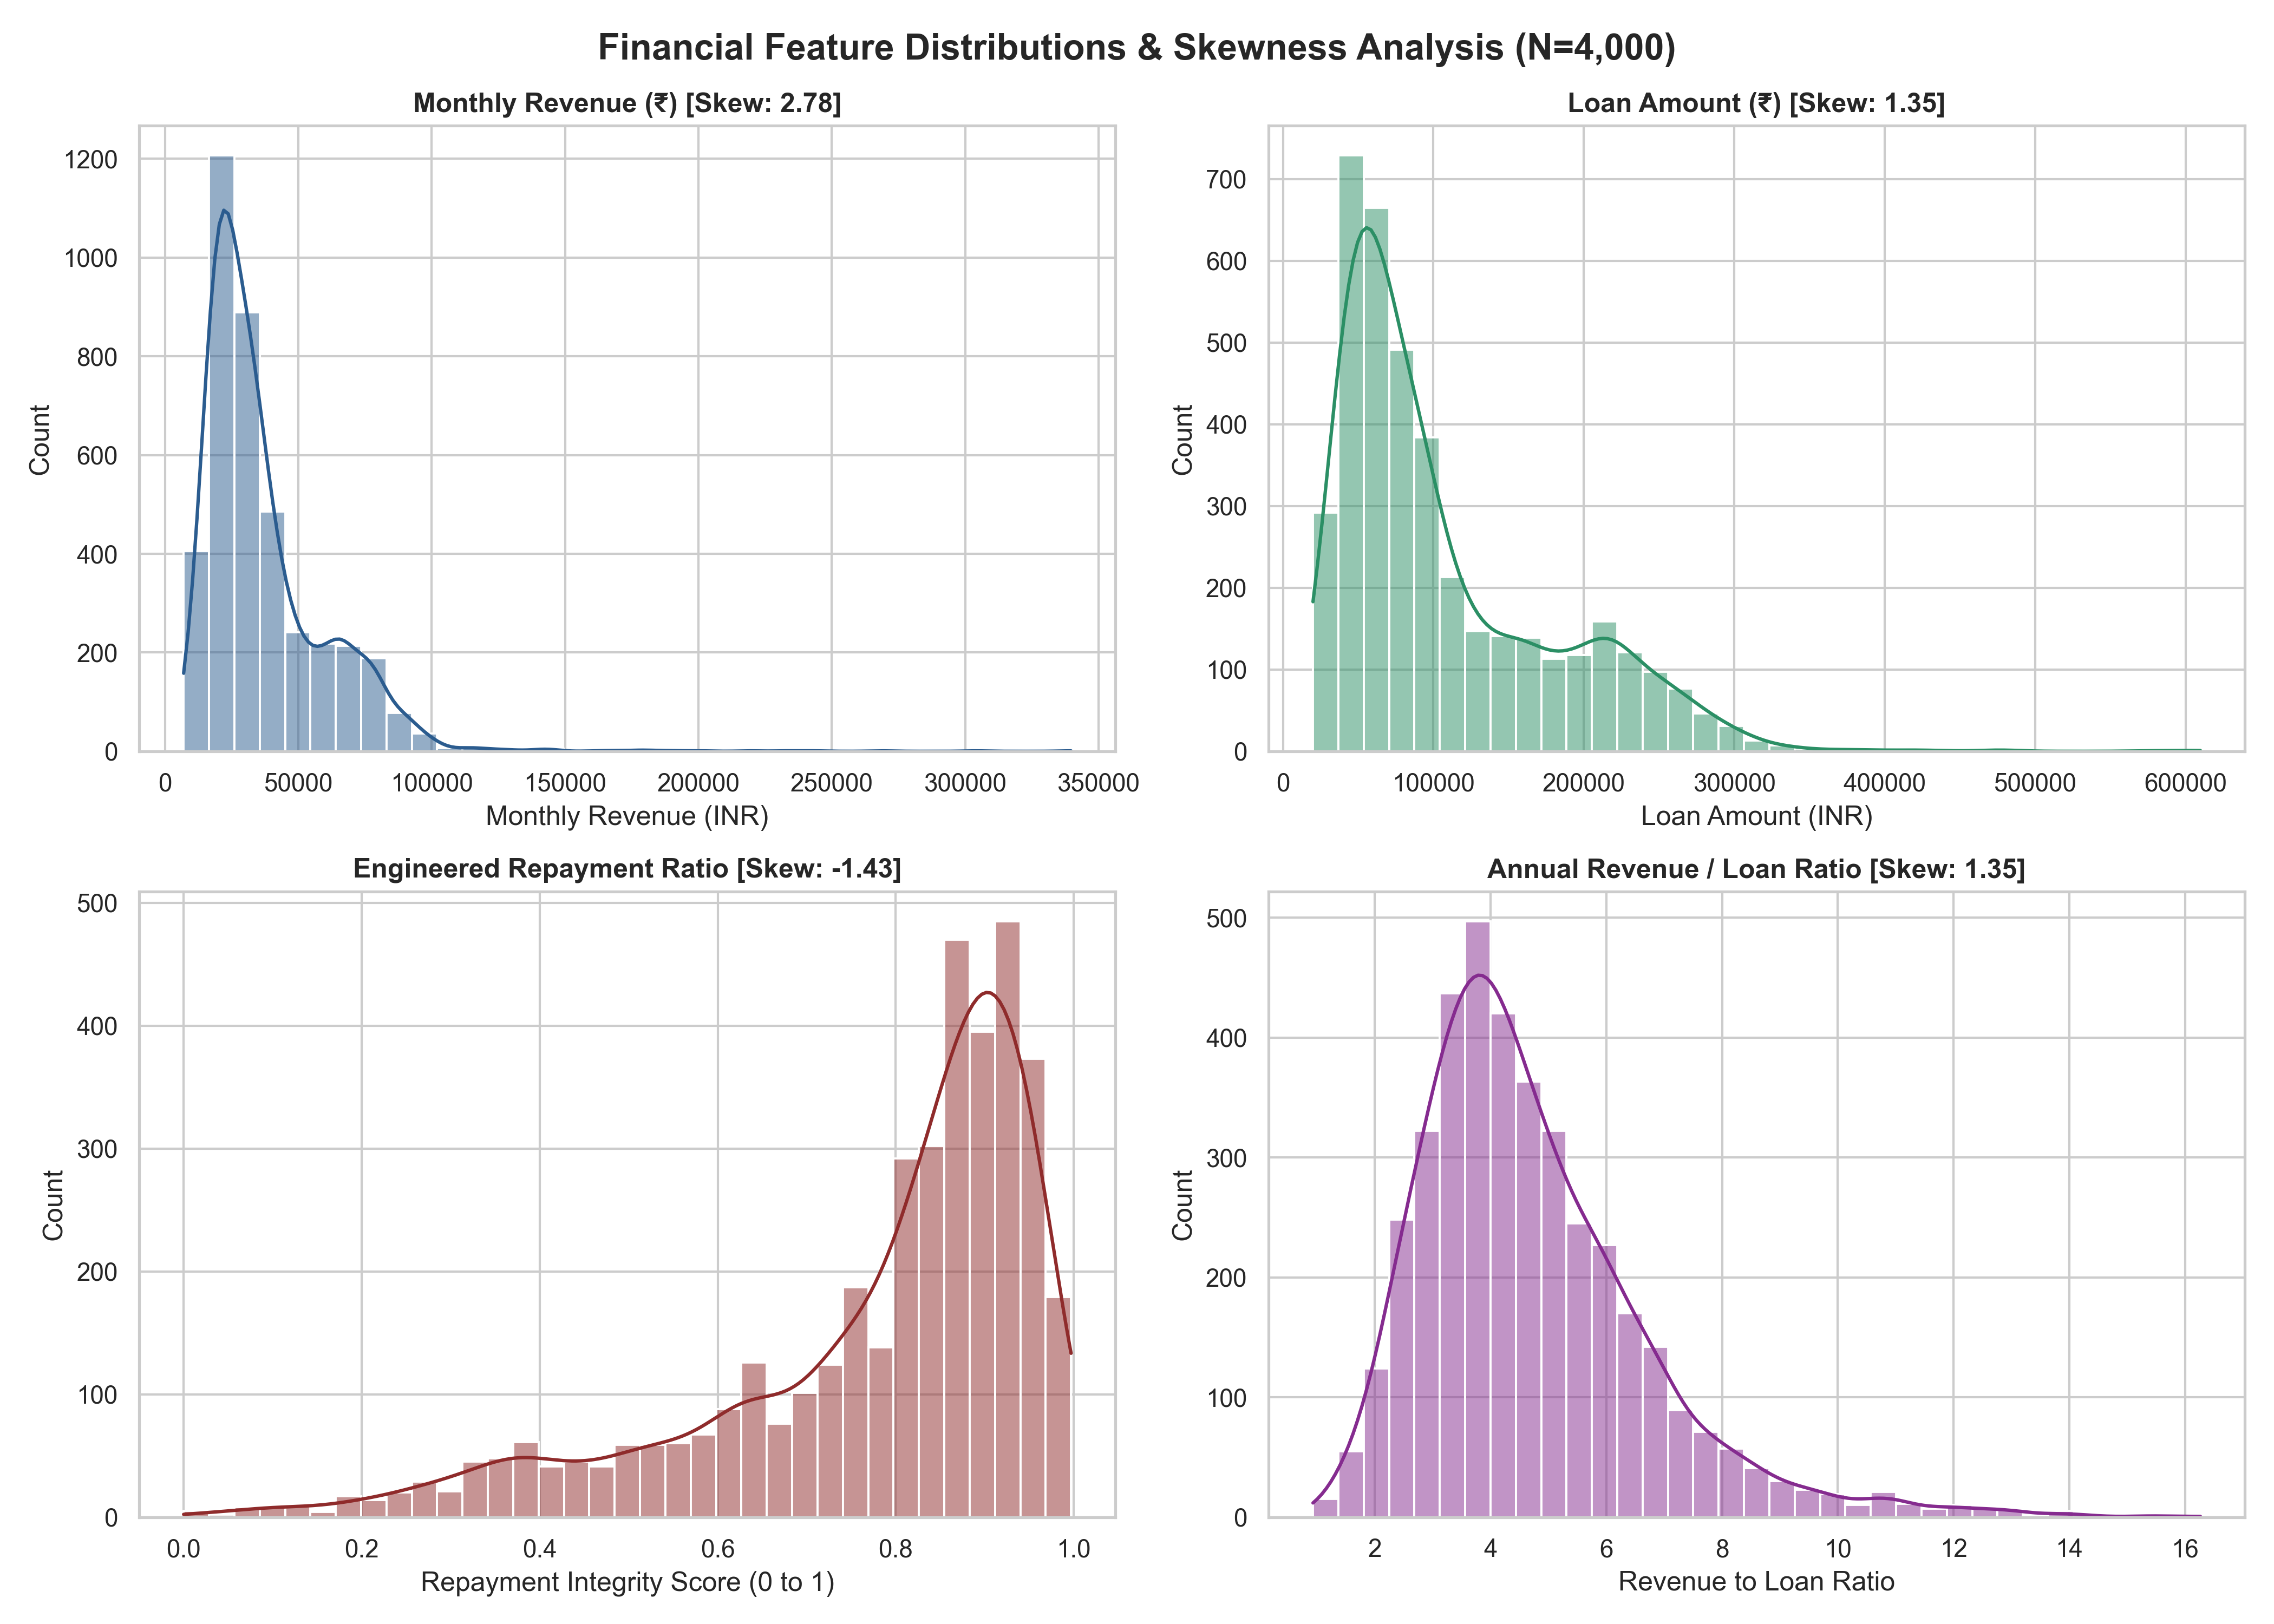 Financial Feature Distributions & Skewness Analysis (N=4,000)
Monthly Revenue (₹) [Skew: 2.78]
1200
1000
800
600
400
200
0
Count
0 50000 100000 150000 200000 250000 300000 350000
Monthly Revenue (INR)
Loan Amount (₹) [Skew: 1.35]
700
600
500
400
300
200
100
0
Count
0 100000 200000 300000 400000 500000 600000
Loan Amount (INR)
Engineered Repayment Ratio [Skew: -1.43]
500
400
300
200
100
0
Count
0.0 0.2 0.4 0.6 0.8 1.0
Repayment Integrity Score (0 to 1)
Annual Revenue / Loan Ratio [Skew: 1.35]
500
400
300
200
100
0
Count
2 4 6 8 10 12 14 16
Revenue to Loan Ratio